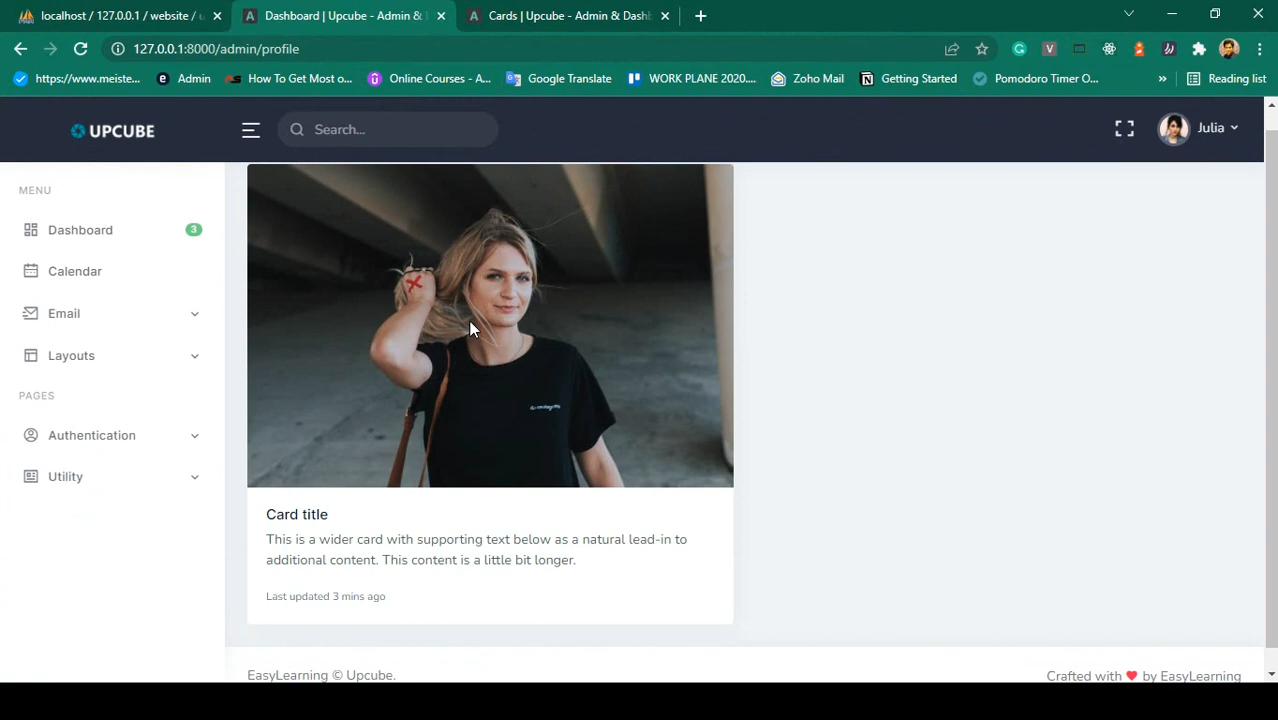 localhost / 127.0.0.1 / website / u
Dashboard | Upcube - Admin &
Cards | Upcube - Admin & Dashb
127.0.0.1:8000/admin/profile
https://www.meiste...
Admin
How To Get Most o...
Online Courses - A...
Google Translate
WORK PLANE 2020....
Zoho Mail
Getting Started
Pomodoro Timer O...
»
Reading list
UPCUBE
Search...
Julia
MENU
Dashboard
3
Calendar
Email
Layouts
PAGES
Authentication
Utility
Card title
This is a wider card with supporting text below as a natural lead-in to
additional content. This content is a little bit longer.
Last updated 3 mins ago
EasyLearning © Upcube.
Crafted with ❤ by EasyLearning